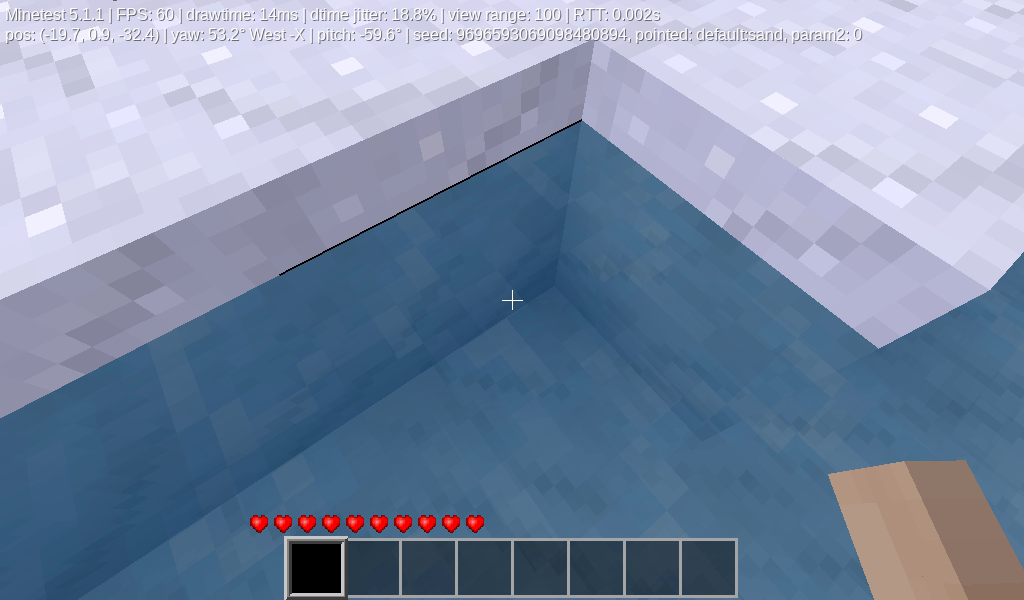 Minetest 5.1.1 | FPS: 60 | drawtime: 14ms | dtime jitter: 18.8% | view range: 100 | RTT: 0.002s
pos: (-19.7, 0.9, -32.4) | yaw: 53.2° West -X | pitch: -59.6° | seed: 9696593069098480894, pointed: default:sand, param2: 0